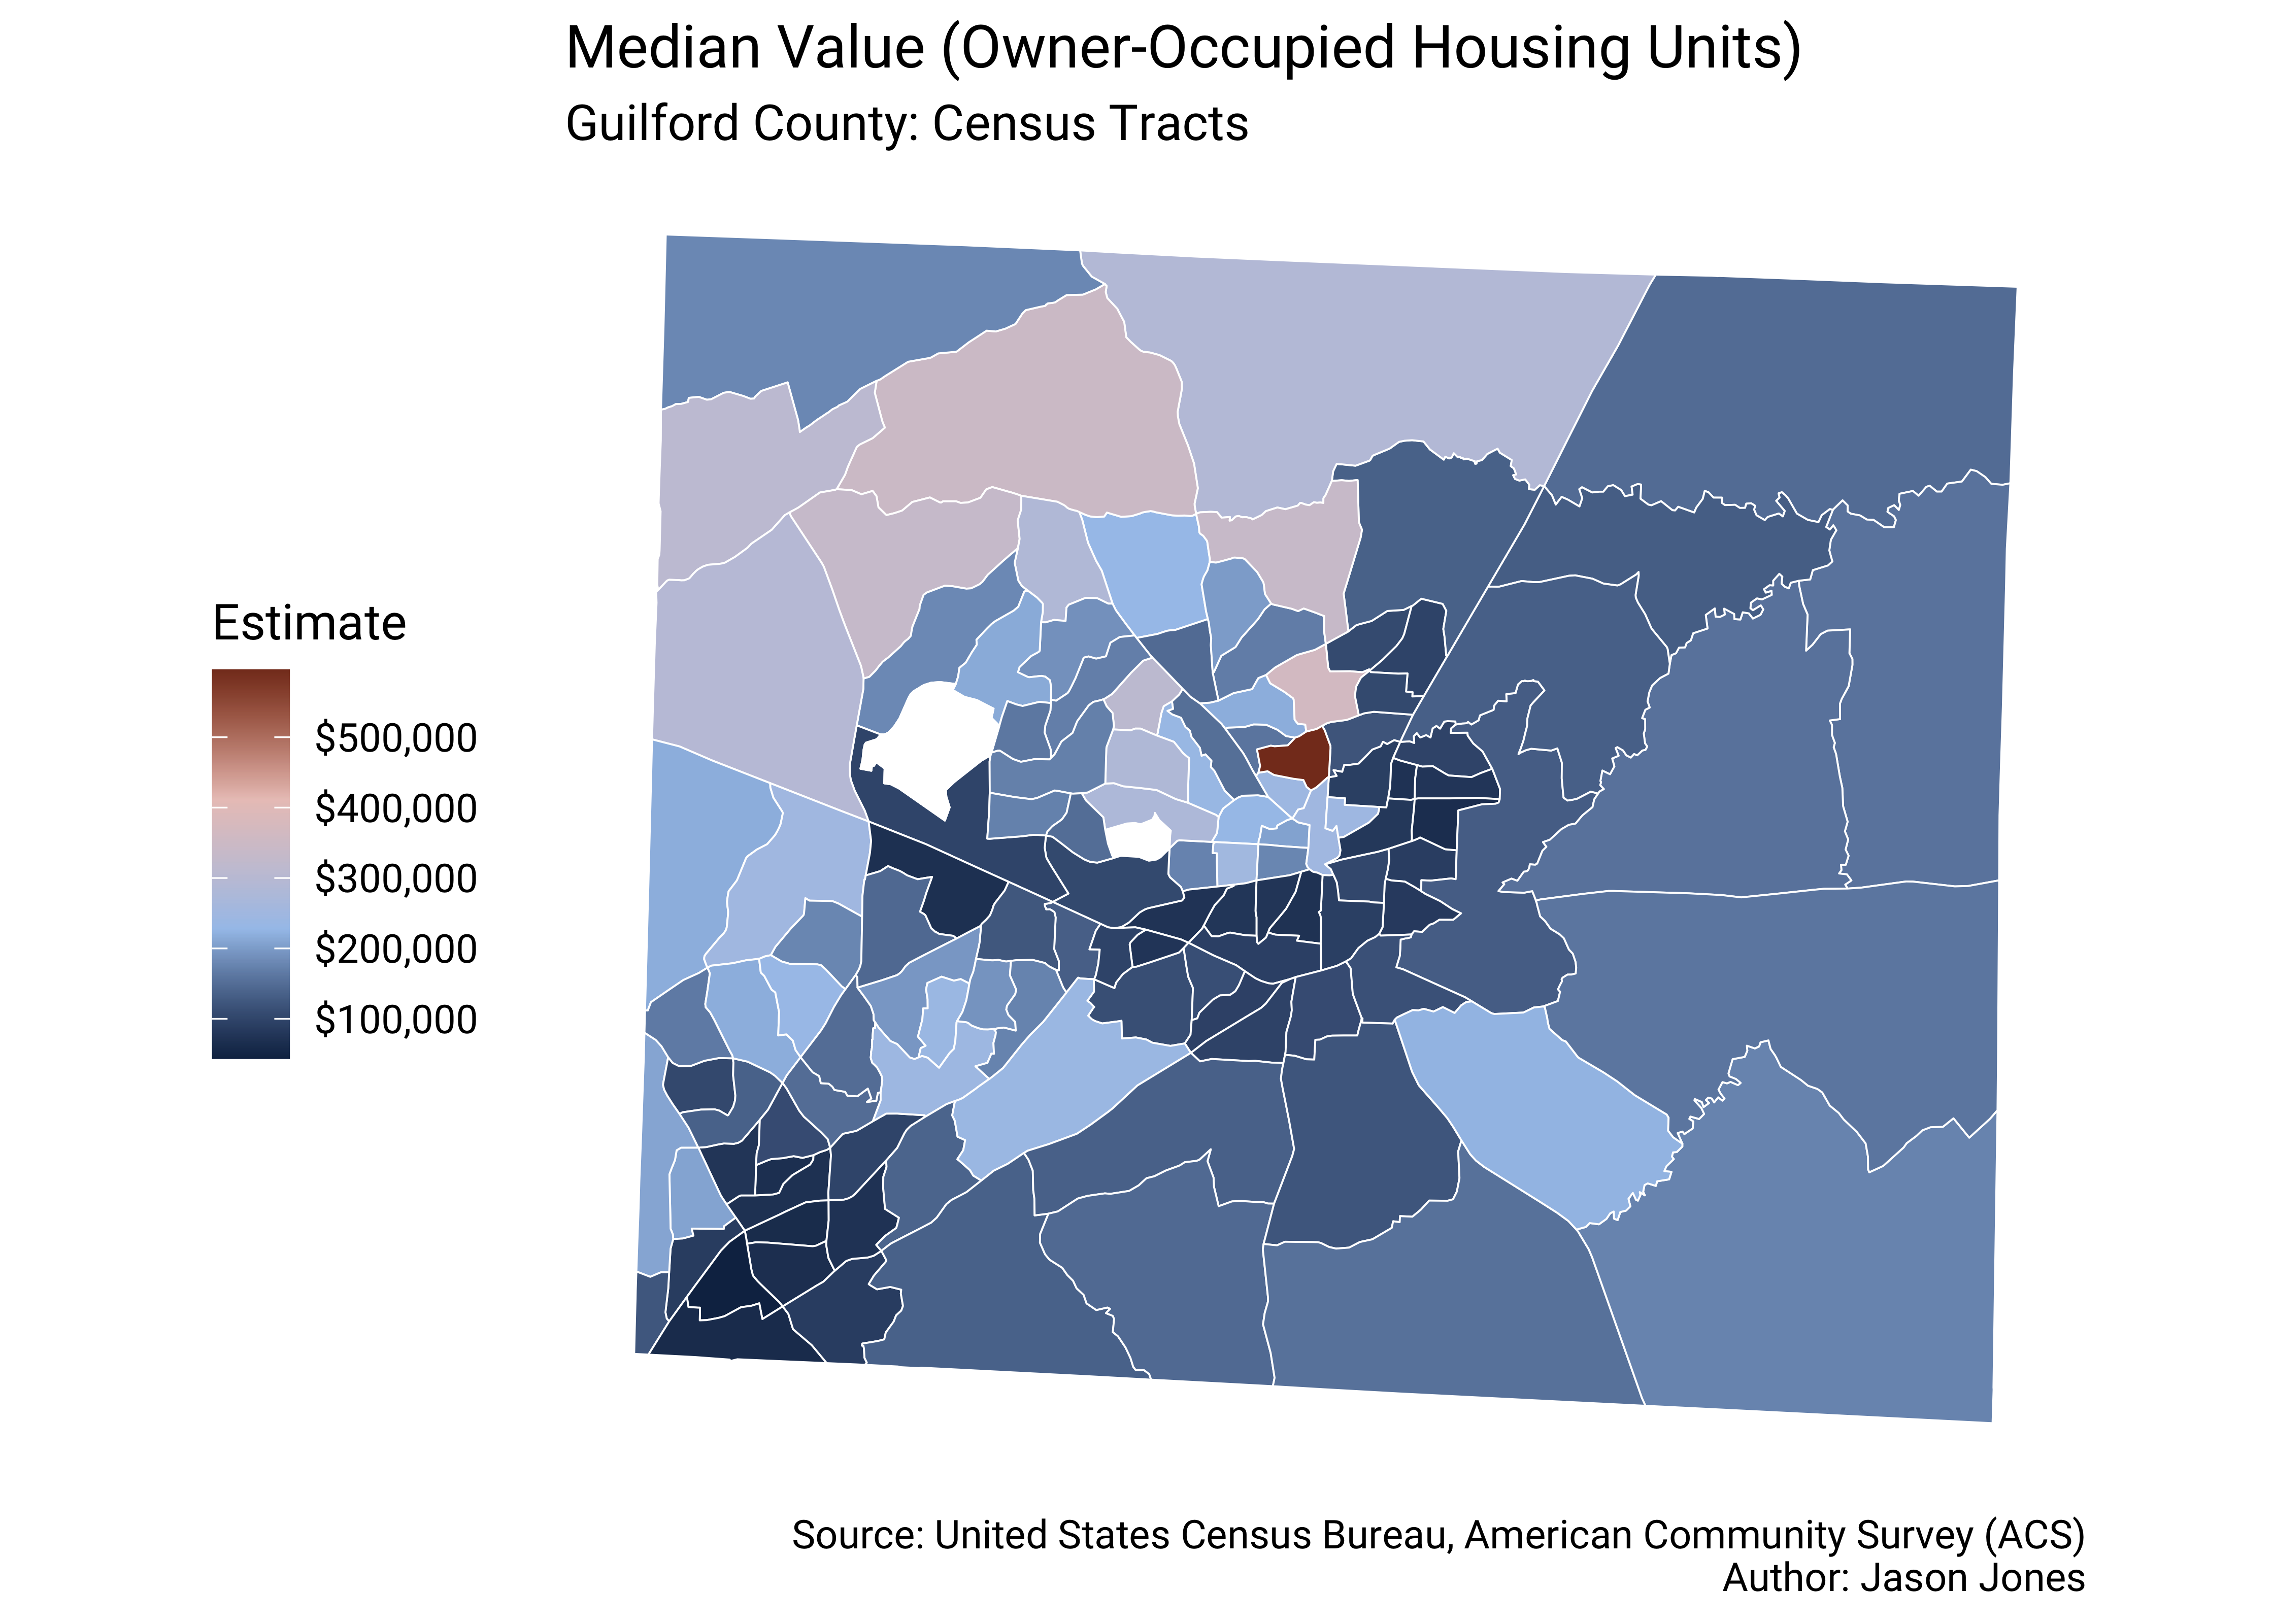 Median Value (Owner-Occupied Housing Units)
Guilford County: Census Tracts
Estimate
$500,000
$400,000
$300,000
$200,000
$100,000
Source: United States Census Bureau, American Community Survey (ACS)
Author: Jason Jones